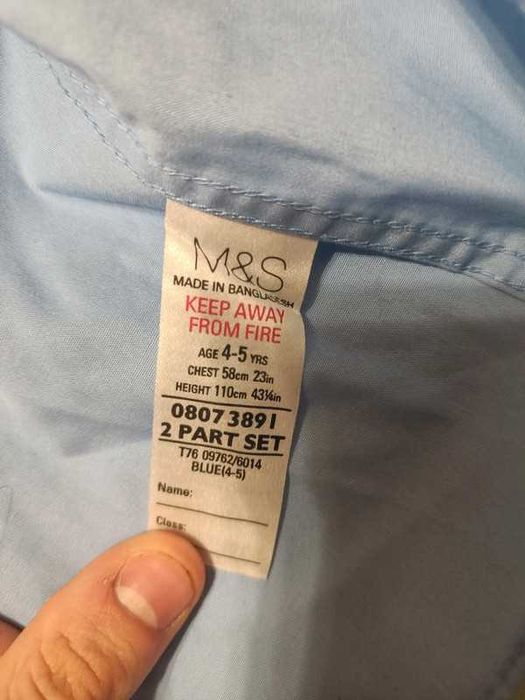 M&S
MADE IN BANGLADESH
KEEP AWAY
FROM FIRE
AGE 4-5 YRS
CHEST 58cm 23in
HEIGHT 110cm 43¼in
08073891
2 PART SET
T76 09762/6014
BLUE(4-5)
Name:
Class: